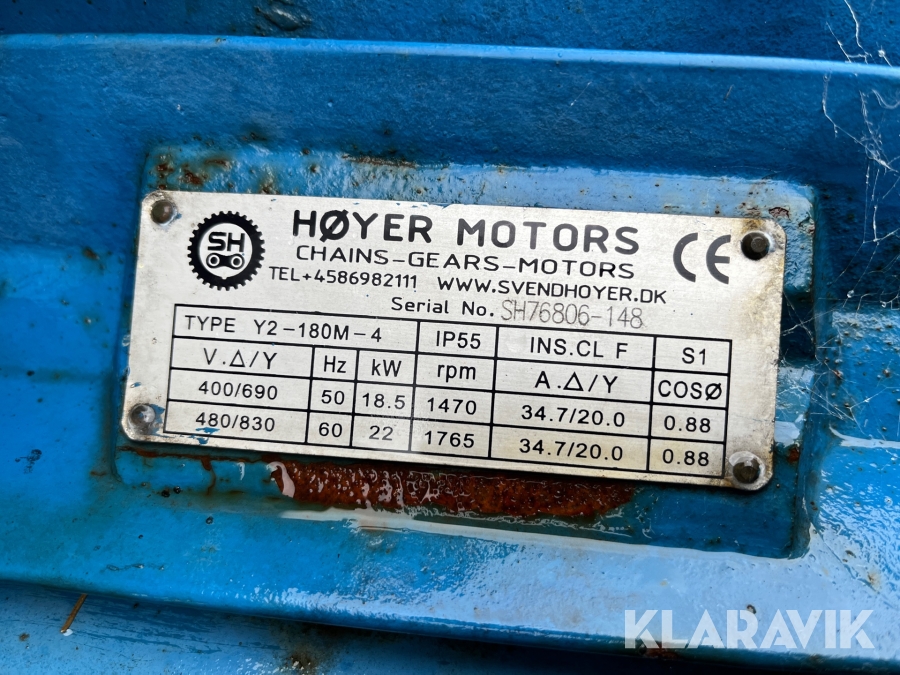 SH
HØYER MOTORS
CHAINS-GEARS-MOTORS
TEL+4586982111 WWW.SVENDHOYER.DK
CE
Serial No. SH76806-148
TYPE Y2-180M-4 IP55 INS.CL F S1
V.Δ/Y Hz kW rpm A.Δ/Y COSØ
400/690 50 18.5 1470 34.7/20.0 0.88
480/830 60 22 1765 34.7/20.0 0.88
KLARAVIK